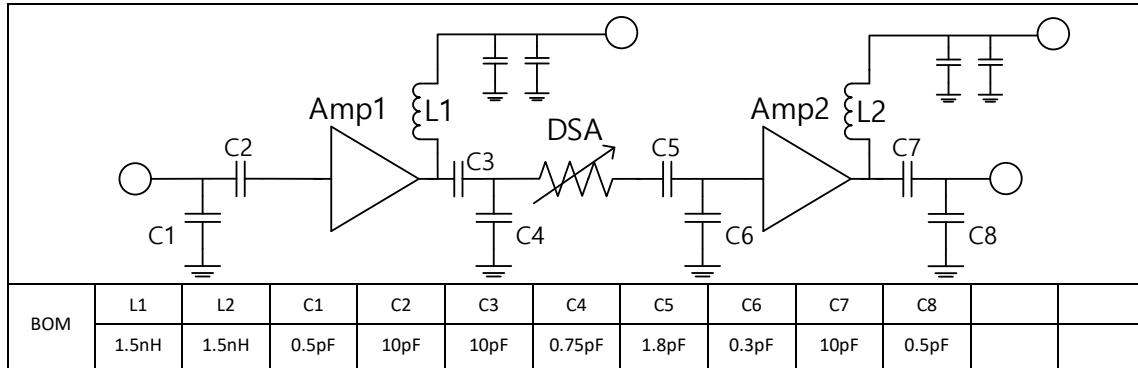 Amp1
L1
Amp2
L2
DSA
C2
C3
C5
C7
C1
C4
C6
C8
BOM L1 L2 C1 C2 C3 C4 C5 C6 C7 C8
1.5nH 1.5nH 0.5pF 10pF 10pF 0.75pF 1.8pF 0.3pF 10pF 0.5pF